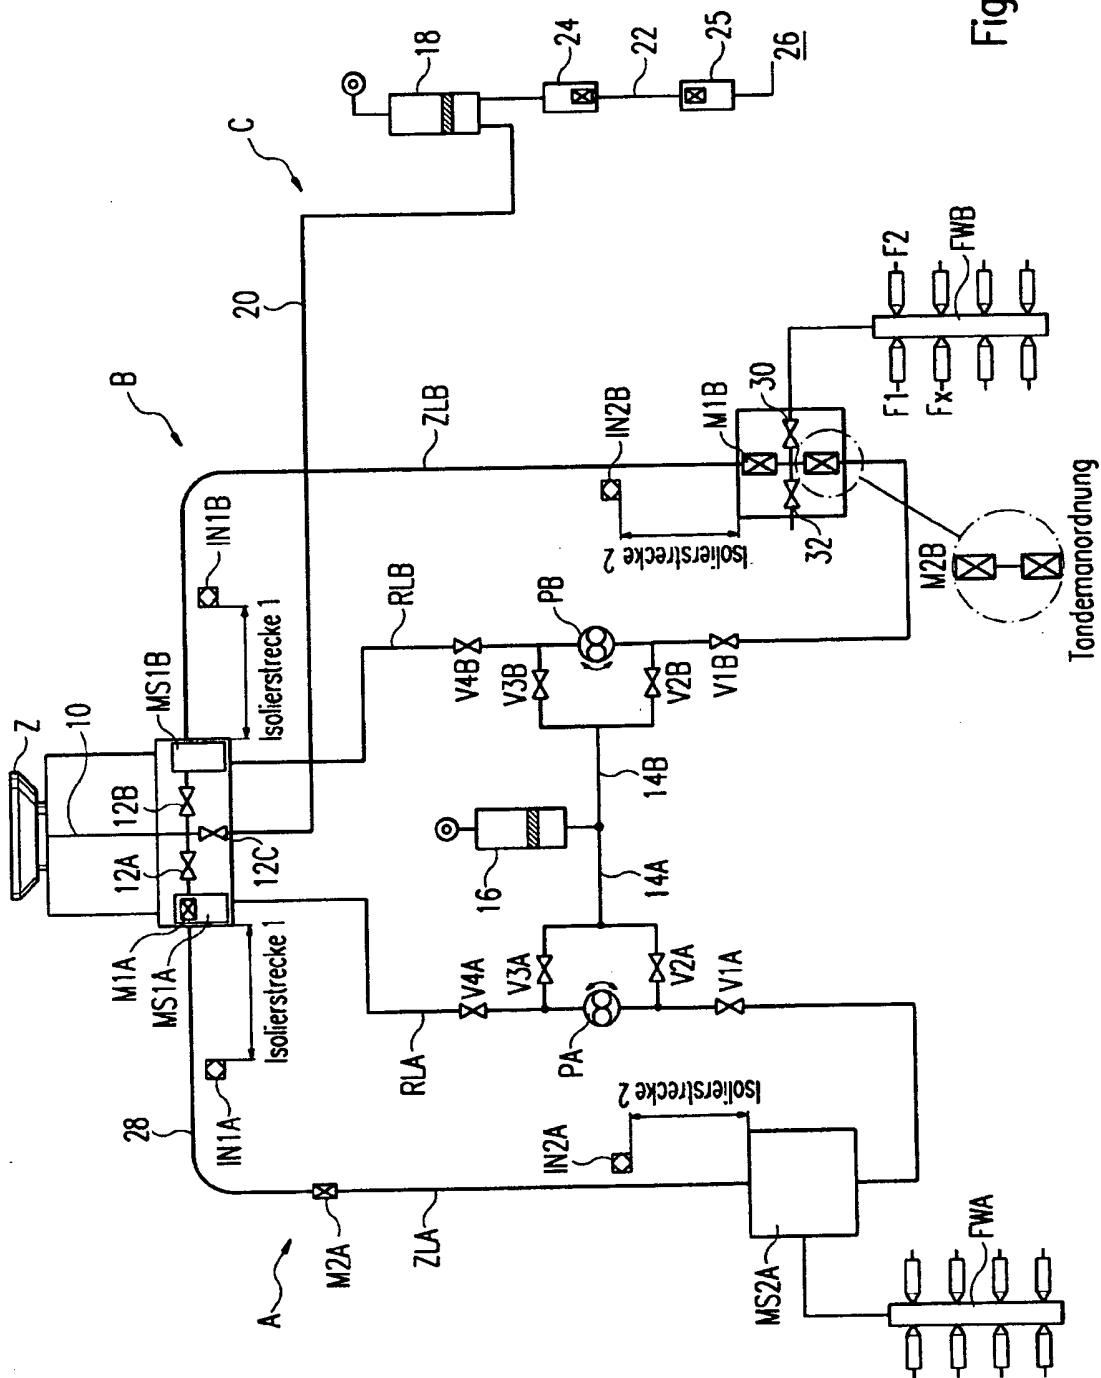 Fig
Z
10
18
24
22
25
26
C
20
B
ZLB
IN1B
Isolierstrecke 1
MS1B
12B
12A
12C
M1A
MS1A
Isolierstrecke 1
IN1A
28
A
M2A
ZLA
IN2A
Isolierstrecke 2
MS2A
FWA
RLA
V4A
V3A
PA
V2A
V1A
16
14A
14B
RLB
V4B
V3B
PB
V2B
V1B
IN2B
Isolierstrecke 2
M1B
30
32
M2B
Tandemanordnung
F1
F2
Fx
FWB